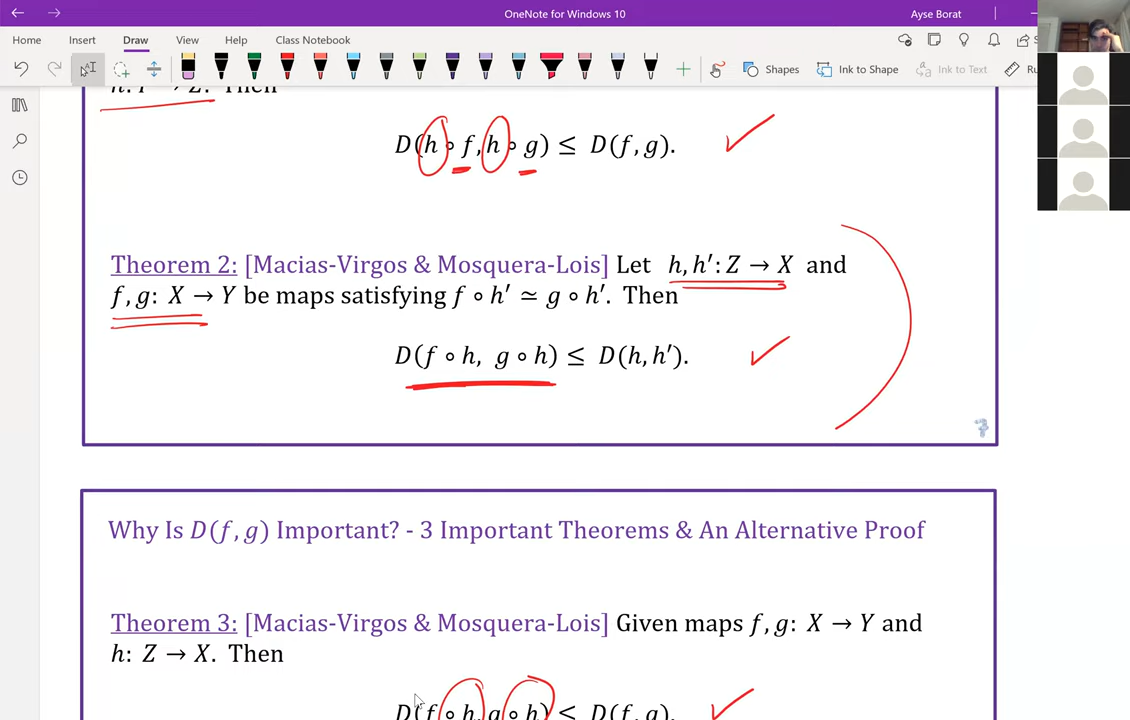 OneNote for Windows 10
Ayse Borat
Home Insert Draw View Help Class Notebook
Shapes Ink to Shape Ink to Text
h: Y → Z. Then
D(h ∘ f, h ∘ g) ≤ D(f, g).
Theorem 2: [Macias-Virgos & Mosquera-Lois] Let h, h′: Z → X and
f, g: X → Y be maps satisfying f ∘ h′ ≃ g ∘ h′. Then
D(f ∘ h, g ∘ h) ≤ D(h, h′).
Why Is D(f, g) Important? - 3 Important Theorems & An Alternative Proof
Theorem 3: [Macias-Virgos & Mosquera-Lois] Given maps f, g: X → Y and
h: Z → X. Then
D(f ∘ h, g ∘ h) ≤ D(f, g).